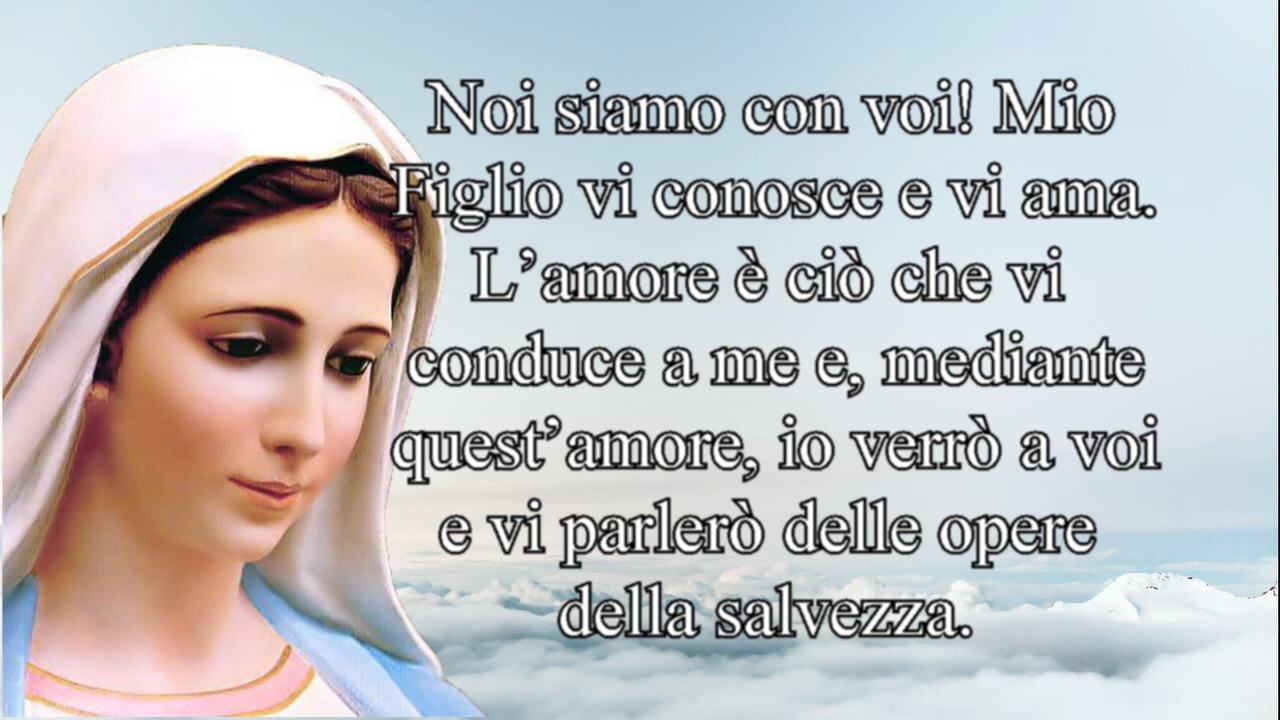 Noi siamo con voi! Mio
Figlio vi conosce e vi ama.
L’amore è ciò che vi
conduce a me e, mediante
quest’amore, io verrò a voi
e vi parlerò delle opere
della salvezza.